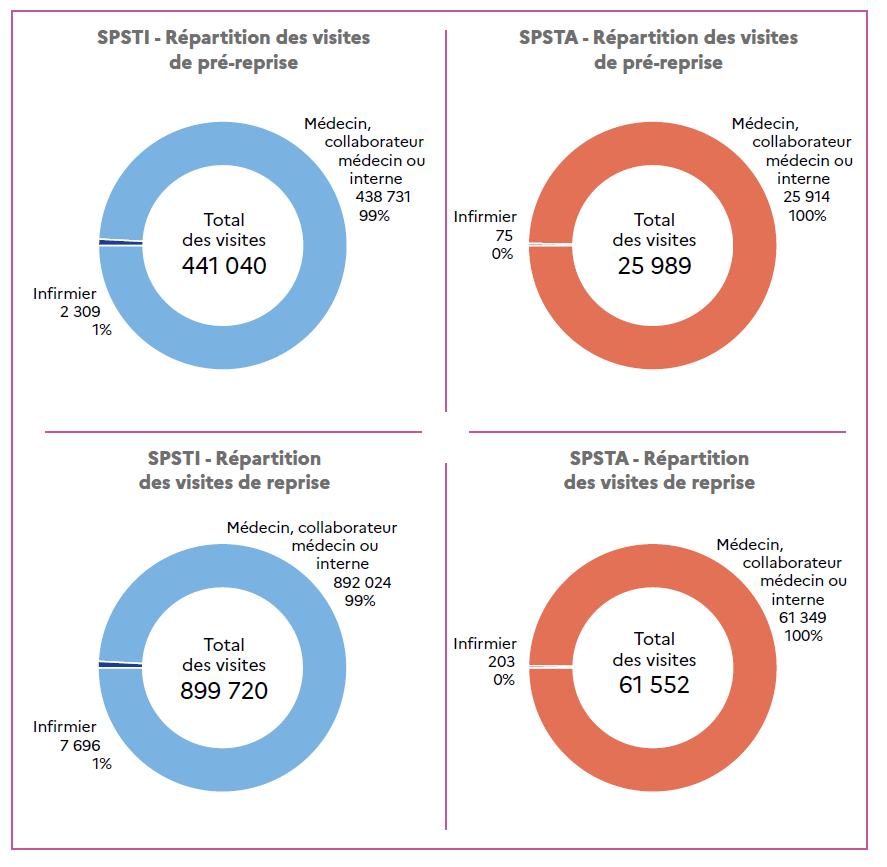 SPSTI - Répartition des visites
de pré-reprise
Médecin,
collaborateur
médecin ou
interne
438 731
99%
Total
des visites
441 040
Infirmier
2 309
1%
SPSTA - Répartition des visites
de pré-reprise
Médecin,
collaborateur
médecin ou
interne
25 914
100%
Infirmier
75
0%
Total
des visites
25 989
SPSTI - Répartition
des visites de reprise
Médecin, collaborateur
médecin ou
interne
892 024
99%
Total
des visites
899 720
Infirmier
7 696
1%
SPSTA - Répartition
des visites de reprise
Médecin,
collaborateur
médecin ou
interne
61 349
100%
Infirmier
203
0%
Total
des visites
61 552